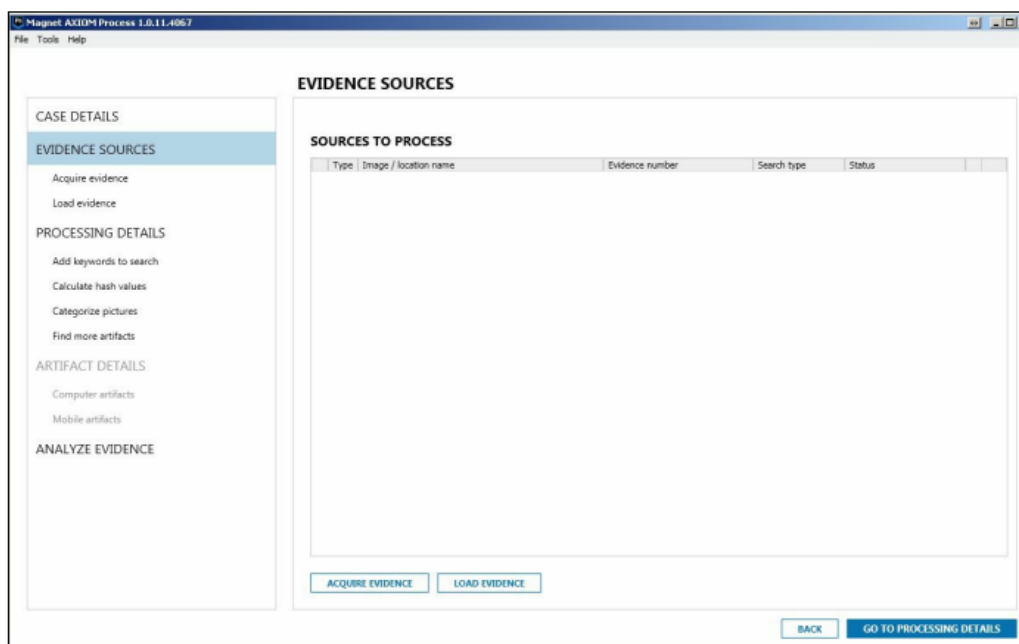 Magnet AXIOM Process 1.0.11.4067
File Tools Help
EVIDENCE SOURCES
CASE DETAILS
EVIDENCE SOURCES
Acquire evidence
Load evidence
PROCESSING DETAILS
Add keywords to search
Calculate hash values
Categorize pictures
Find more artifacts
ARTIFACT DETAILS
Computer artifacts
Mobile artifacts
ANALYZE EVIDENCE
SOURCES TO PROCESS
Type Image / location name Evidence number Search type Status
ACQUIRE EVIDENCE LOAD EVIDENCE
BACK GO TO PROCESSING DETAILS